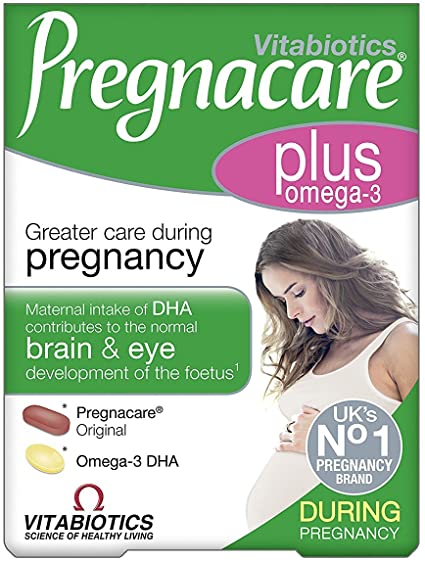 Vitabiotics
Pregnacare®
plus
omega-3
Greater care during
pregnancy
Maternal intake of DHA
contributes to the normal
brain & eye
development of the foetus¹
* Pregnacare®
Original
* Omega-3 DHA
UK's
No1
PREGNANCY
BRAND
VITABIOTICS
SCIENCE OF HEALTHY LIVING
DURING
PREGNANCY